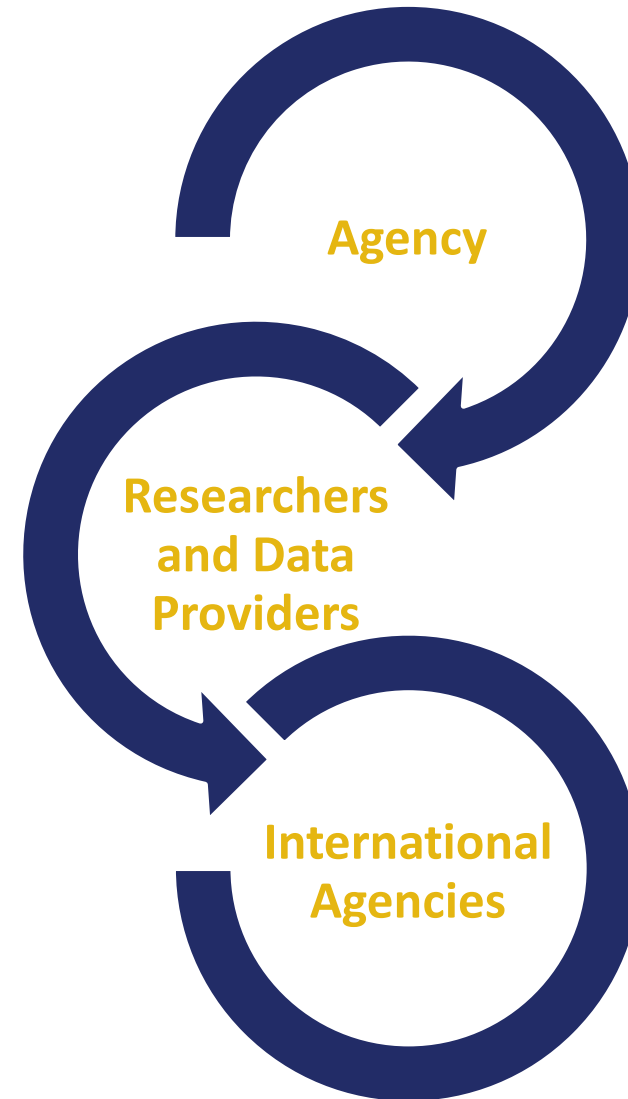 Agency
Researchers
and Data
Providers
International
Agencies